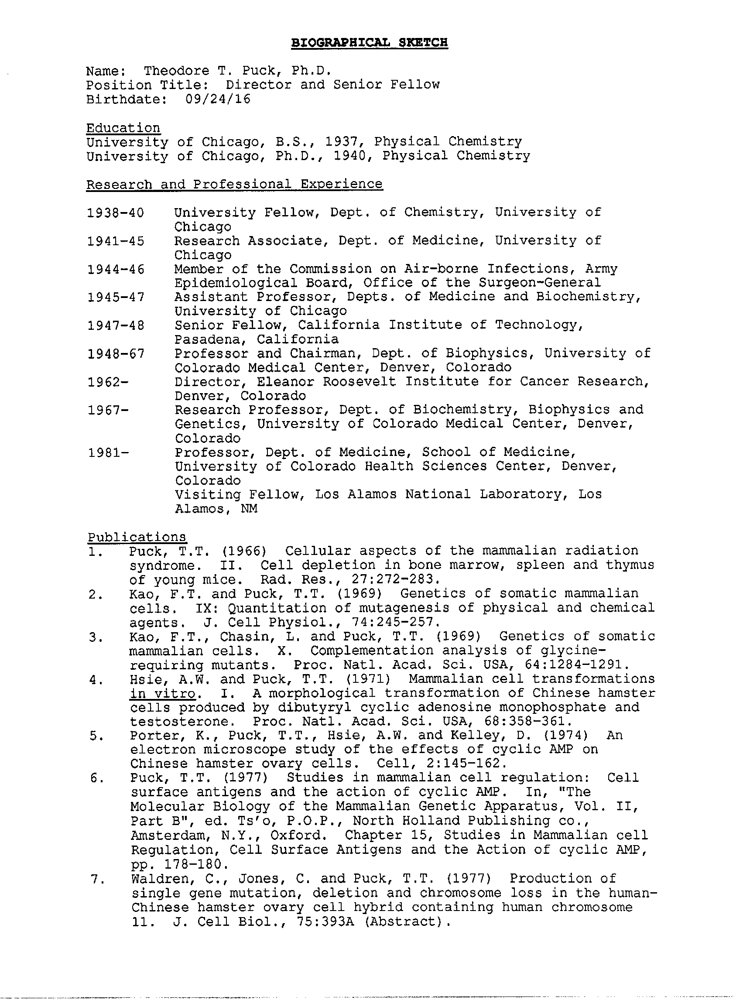 BIOGRAPHICAL SKETCH
Name: Theodore T. Puck, Ph.D.
Position Title: Director and Senior Fellow
Birthdate: 09/24/16
Education
University of Chicago, B.S., 1937, Physical Chemistry
University of Chicago, Ph.D., 1940, Physical Chemistry
Research and Professional Experience
1938-40 University Fellow, Dept. of Chemistry, University of
Chicago
1941-45 Research Associate, Dept. of Medicine, University of
Chicago
1944-46 Member of the Commission on Air-borne Infections, Army
Epidemiological Board, Office of the Surgeon-General
1945-47 Assistant Professor, Depts. of Medicine and Biochemistry,
University of Chicago
1947-48 Senior Fellow, California Institute of Technology,
Pasadena, California
1948-67 Professor and Chairman, Dept. of Biophysics, University of
Colorado Medical Center, Denver, Colorado
1962- Director, Eleanor Roosevelt Institute for Cancer Research,
Denver, Colorado
1967- Research Professor, Dept. of Biochemistry, Biophysics and
Genetics, University of Colorado Medical Center, Denver,
Colorado
1981- Professor, Dept. of Medicine, School of Medicine,
University of Colorado Health Sciences Center, Denver,
Colorado
Visiting Fellow, Los Alamos National Laboratory, Los
Alamos, NM
Publications
1. Puck, T.T. (1966) Cellular aspects of the mammalian radiation
syndrome. II. Cell depletion in bone marrow, spleen and thymus
of young mice. Rad. Res., 27:272-283.
2. Kao, F.T. and Puck, T.T. (1969) Genetics of somatic mammalian
cells. IX: Quantitation of mutagenesis of physical and chemical
agents. J. Cell Physiol., 74:245-257.
3. Kao, F.T., Chasin, L. and Puck, T.T. (1969) Genetics of somatic
mammalian cells. X. Complementation analysis of glycine-
requiring mutants. Proc. Natl. Acad. Sci. USA, 64:1284-1291.
4. Hsie, A.W. and Puck, T.T. (1971) Mammalian cell transformations
in vitro. I. A morphological transformation of Chinese hamster
cells produced by dibutyryl cyclic adenosine monophosphate and
testosterone. Proc. Natl. Acad. Sci. USA, 68:358-361.
5. Porter, K., Puck, T.T., Hsie, A.W. and Kelley, D. (1974) An
electron microscope study of the effects of cyclic AMP on
Chinese hamster ovary cells. Cell, 2:145-162.
6. Puck, T.T. (1977) Studies in mammalian cell regulation: Cell
surface antigens and the action of cyclic AMP. In, "The
Molecular Biology of the Mammalian Genetic Apparatus, Vol. II,
Part B", ed. Ts'o, P.O.P., North Holland Publishing co.,
Amsterdam, N.Y., Oxford. Chapter 15, Studies in Mammalian cell
Regulation, Cell Surface Antigens and the Action of cyclic AMP,
pp. 178-180.
7. Waldren, C., Jones, C. and Puck, T.T. (1977) Production of
single gene mutation, deletion and chromosome loss in the human-
Chinese hamster ovary cell hybrid containing human chromosome
11. J. Cell Biol., 75:393A (Abstract).